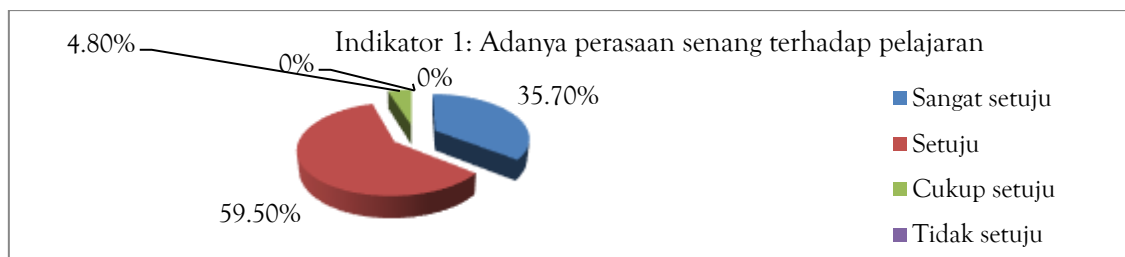 Indikator 1: Adanya perasaan senang terhadap pelajaran
4.80%
0%
0%
35.70%
59.50%
Sangat setuju
Setuju
Cukup setuju
Tidak setuju